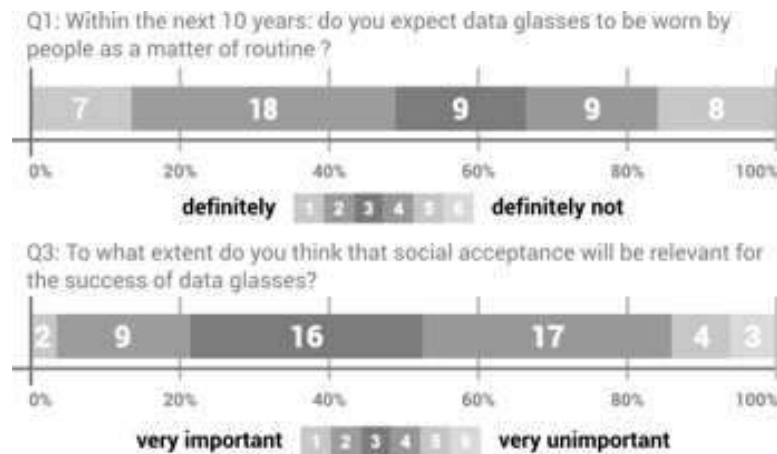 Q1: Within the next 10 years: do you expect data glasses to be worn by
people as a matter of routine ?
7 18 9 9 8
0% 20% 40% 60% 80% 100%
definitely 1 2 3 4 5 6 definitely not
Q3: To what extent do you think that social acceptance will be relevant for
the success of data glasses?
2 9 16 17 4 3
0% 20% 40% 60% 80% 100%
very important 1 2 3 4 5 6 very unimportant